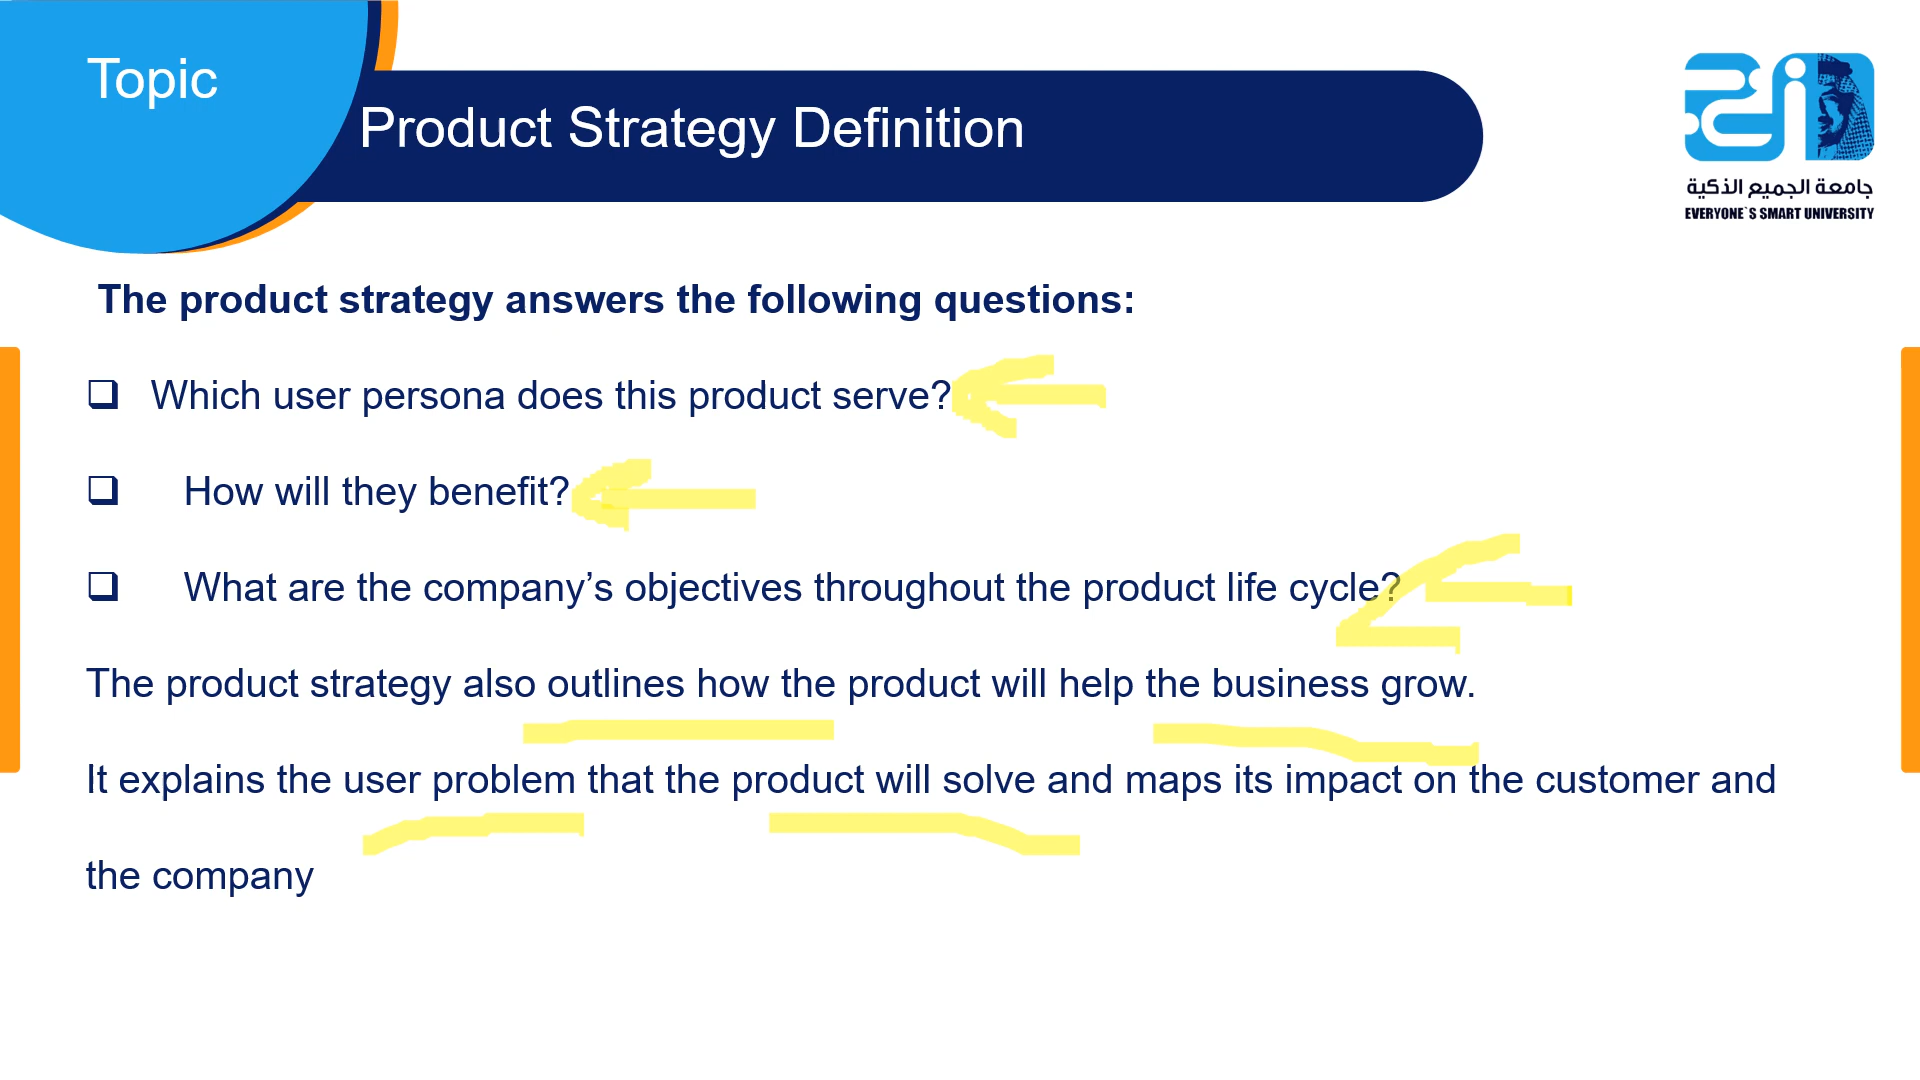 Topic
Product Strategy Definition
جامعة الجميع الذكية
EVERYONE`S SMART UNIVERSITY
The product strategy answers the following questions:
Which user persona does this product serve?
How will they benefit?
What are the company’s objectives throughout the product life cycle?
The product strategy also outlines how the product will help the business grow.
It explains the user problem that the product will solve and maps its impact on the customer and
the company